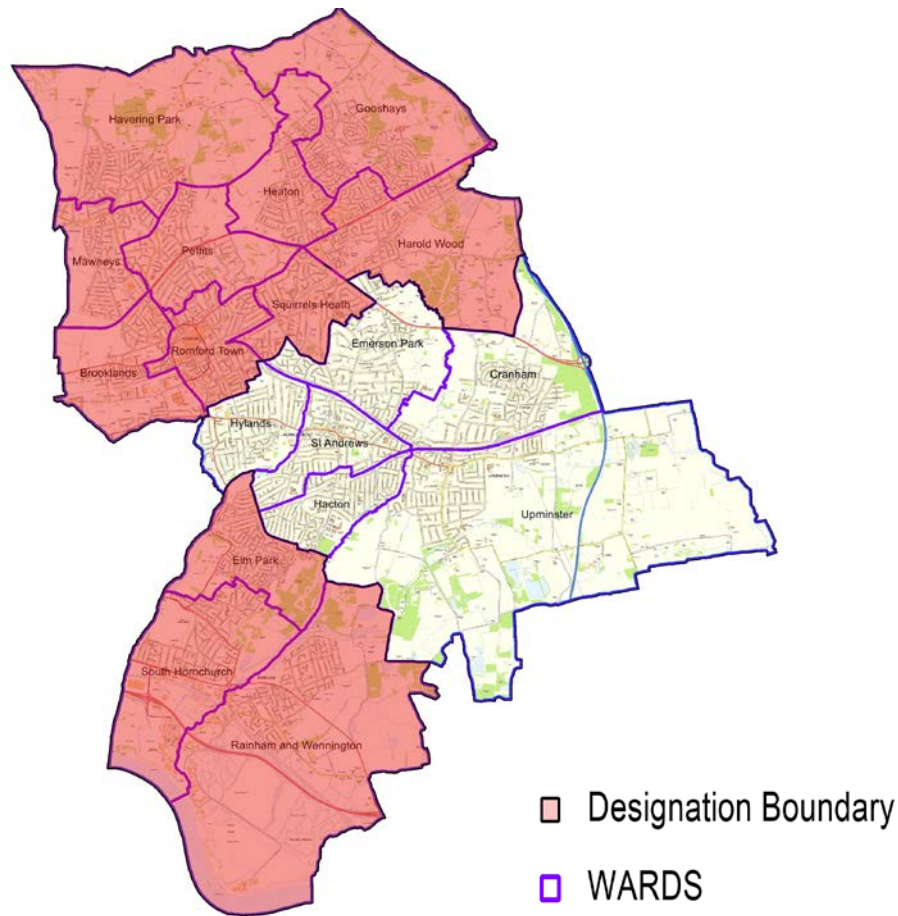 Gooshays
Havering Park
Heaton
Harold Wood
Pettits
Mawneys
Squirrels Heath
Emerson Park
Romford Town
Brooklands
Cranham
Hylands
St Andrews
Hacton
Upminster
Elm Park
South Hornchurch
Rainham and Wennington
Designation Boundary
WARDS